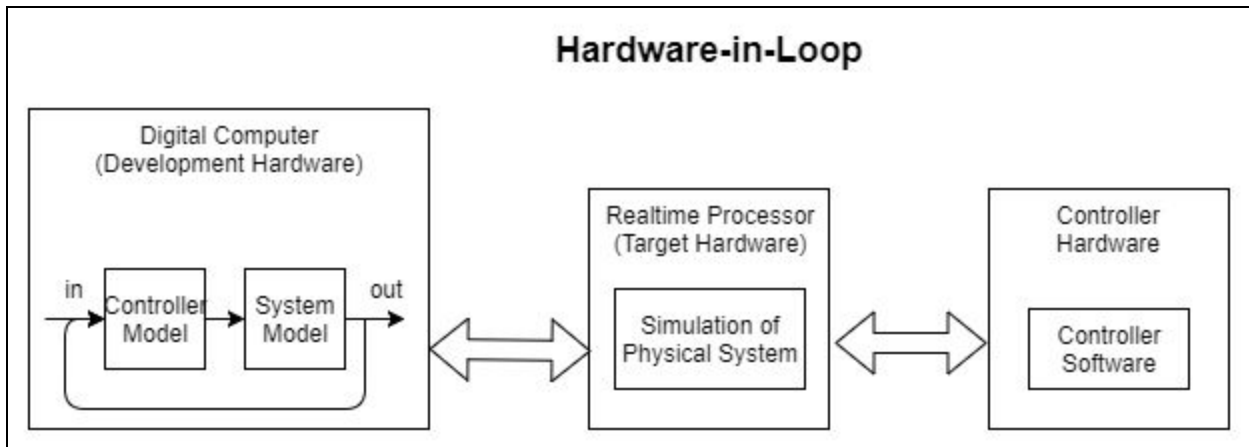 Hardware-in-Loop
Digital Computer
(Development Hardware)
in
Controller
Model
System
Model
out
Realtime Processor
(Target Hardware)
Simulation of
Physical System
Controller
Hardware
Controller
Software